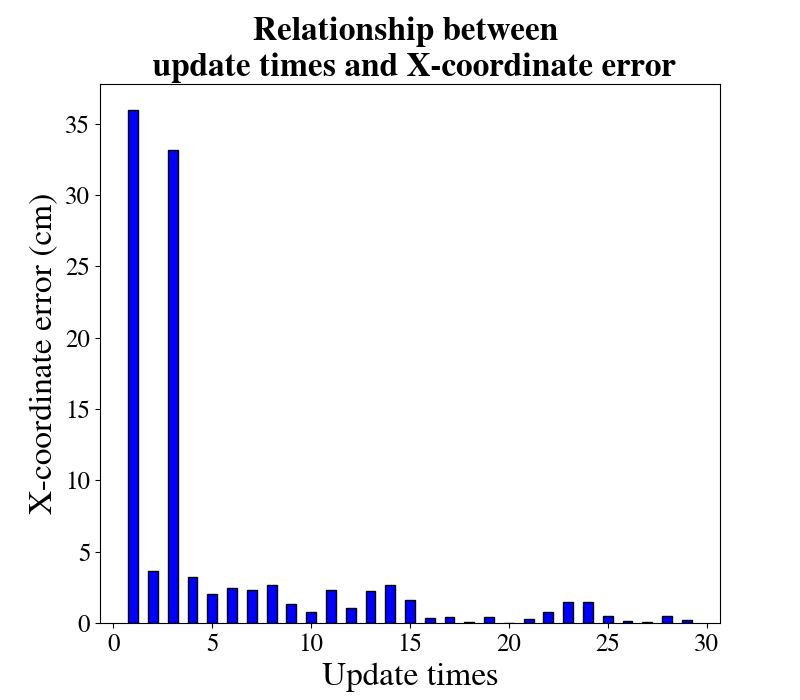 Relationship between
update times and X-coordinate error
X-coordinate error (cm)
35
30
25
20
15
10
5
0
0 5 10 15 20 25 30
Update times